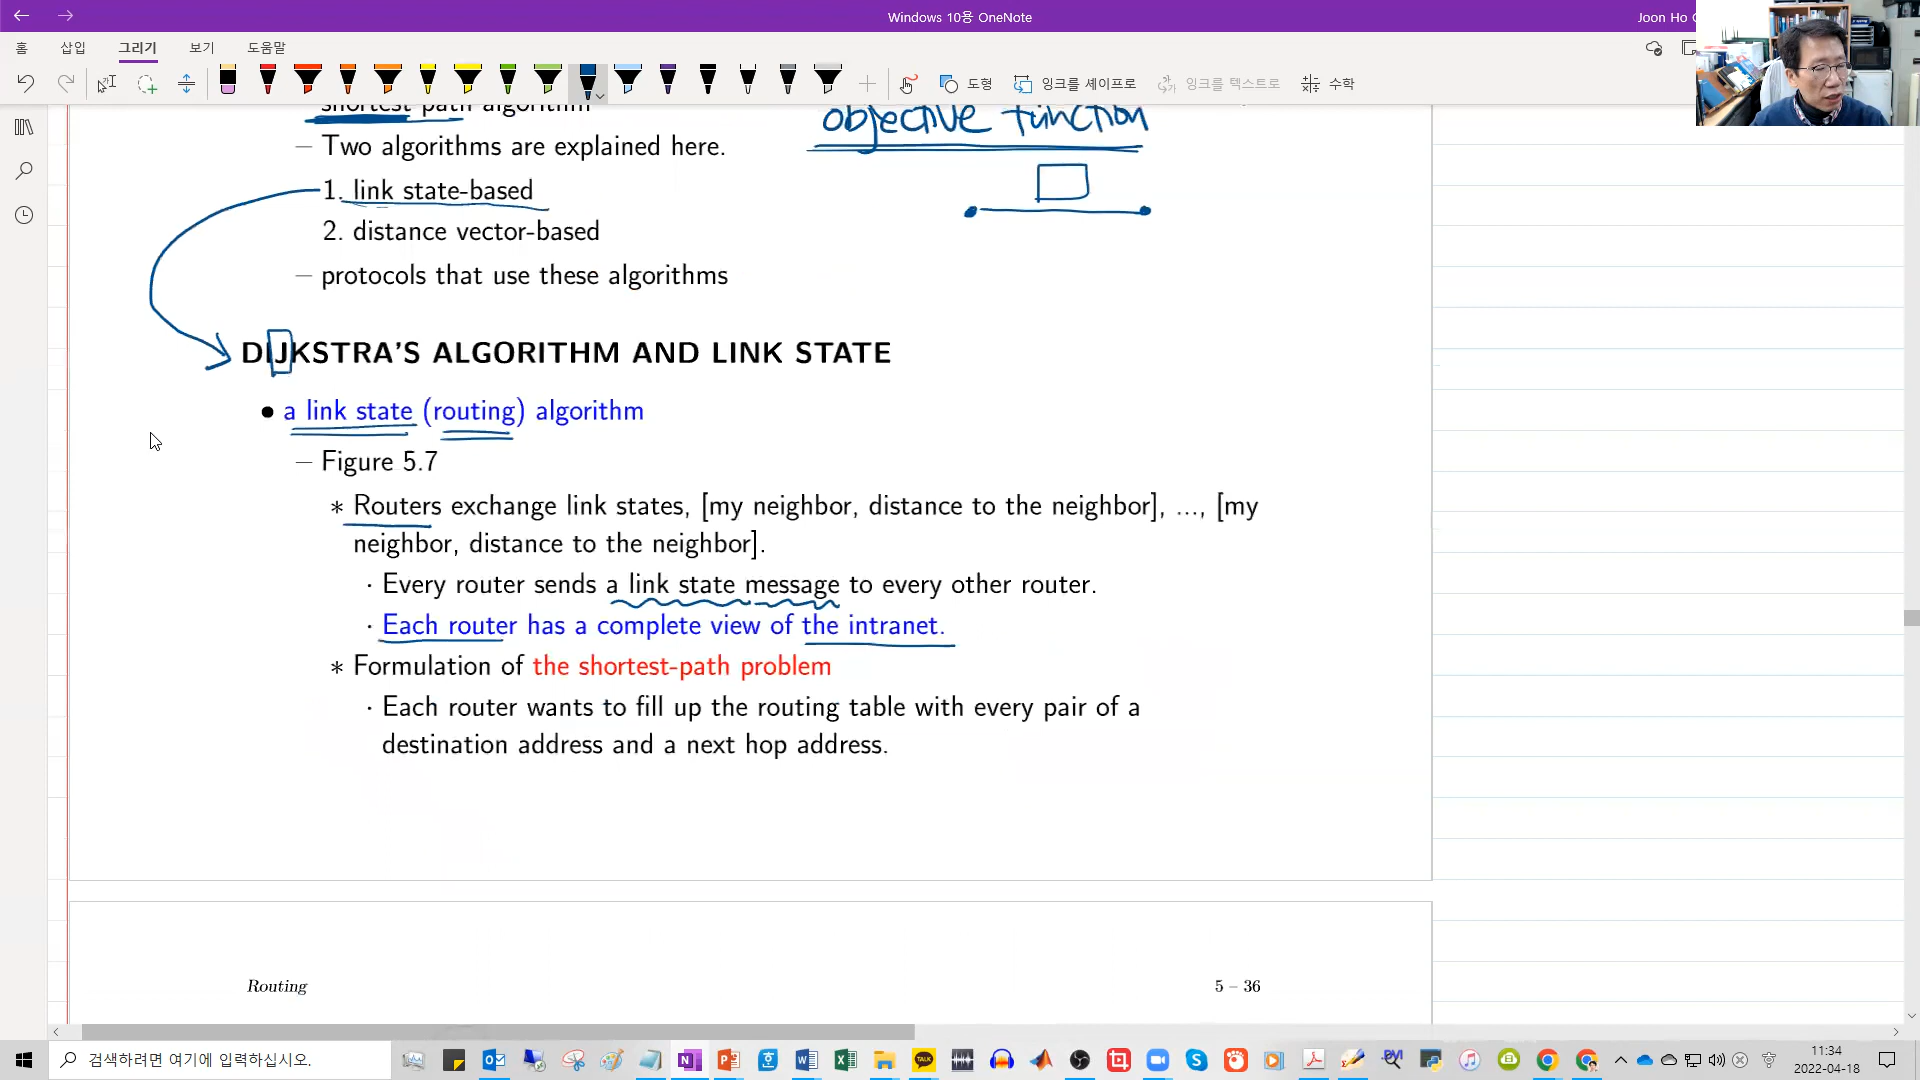 Windows 10용 OneNote
Joon Ho
홈 삽입 그리기 보기 도움말
도형 잉크를 셰이프로 잉크를 텍스트로 수학
shortest path algorithm
objective function
– Two algorithms are explained here.
1. link state-based
2. distance vector-based
– protocols that use these algorithms
DIJKSTRA'S ALGORITHM AND LINK STATE
● a link state (routing) algorithm
– Figure 5.7
∗ Routers exchange link states, [my neighbor, distance to the neighbor], ..., [my
neighbor, distance to the neighbor].
· Every router sends a link state message to every other router.
· Each router has a complete view of the intranet.
∗ Formulation of the shortest-path problem
· Each router wants to fill up the routing table with every pair of a
destination address and a next hop address.
Routing 5 – 36
검색하려면 여기에 입력하십시오.
11:34
2022-04-18